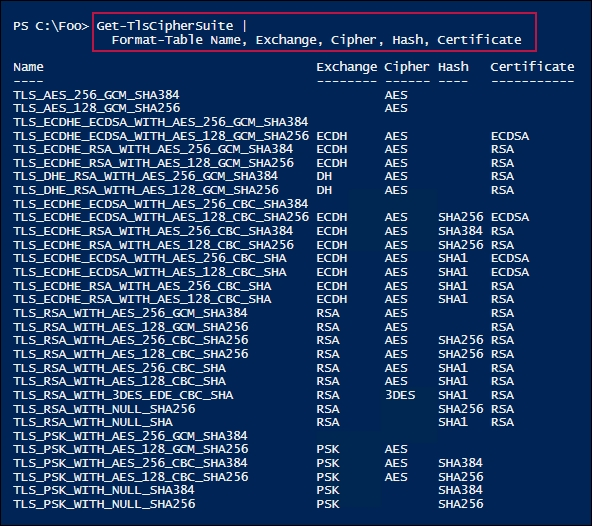 PS C:\Foo> Get-TlsCipherSuite |
Format-Table Name, Exchange, Cipher, Hash, Certificate
Name Exchange Cipher Hash Certificate
---- -------- ------ ---- -----------
TLS_AES_256_GCM_SHA384 AES
TLS_AES_128_GCM_SHA256 AES
TLS_ECDHE_ECDSA_WITH_AES_256_GCM_SHA384
TLS_ECDHE_ECDSA_WITH_AES_128_GCM_SHA256 ECDH AES ECDSA
TLS_ECDHE_RSA_WITH_AES_256_GCM_SHA384 ECDH AES RSA
TLS_ECDHE_RSA_WITH_AES_128_GCM_SHA256 ECDH AES RSA
TLS_DHE_RSA_WITH_AES_256_GCM_SHA384 DH AES RSA
TLS_DHE_RSA_WITH_AES_128_GCM_SHA256 DH AES RSA
TLS_ECDHE_ECDSA_WITH_AES_256_CBC_SHA384
TLS_ECDHE_ECDSA_WITH_AES_128_CBC_SHA256 ECDH AES SHA256 ECDSA
TLS_ECDHE_RSA_WITH_AES_256_CBC_SHA384 ECDH AES SHA384 RSA
TLS_ECDHE_RSA_WITH_AES_128_CBC_SHA256 ECDH AES SHA256 RSA
TLS_ECDHE_ECDSA_WITH_AES_256_CBC_SHA ECDH AES SHA1 ECDSA
TLS_ECDHE_ECDSA_WITH_AES_128_CBC_SHA ECDH AES SHA1 ECDSA
TLS_ECDHE_RSA_WITH_AES_256_CBC_SHA ECDH AES SHA1 RSA
TLS_ECDHE_RSA_WITH_AES_128_CBC_SHA ECDH AES SHA1 RSA
TLS_RSA_WITH_AES_256_GCM_SHA384 RSA AES RSA
TLS_RSA_WITH_AES_128_GCM_SHA256 RSA AES RSA
TLS_RSA_WITH_AES_256_CBC_SHA256 RSA AES SHA256 RSA
TLS_RSA_WITH_AES_128_CBC_SHA256 RSA AES SHA256 RSA
TLS_RSA_WITH_AES_256_CBC_SHA RSA AES SHA1 RSA
TLS_RSA_WITH_AES_128_CBC_SHA RSA AES SHA1 RSA
TLS_RSA_WITH_3DES_EDE_CBC_SHA RSA 3DES SHA1 RSA
TLS_RSA_WITH_NULL_SHA256 RSA SHA256 RSA
TLS_RSA_WITH_NULL_SHA RSA SHA1 RSA
TLS_PSK_WITH_AES_256_GCM_SHA384
TLS_PSK_WITH_AES_128_GCM_SHA256 PSK AES
TLS_PSK_WITH_AES_256_CBC_SHA384 PSK AES SHA384
TLS_PSK_WITH_AES_128_CBC_SHA256 PSK AES SHA256
TLS_PSK_WITH_NULL_SHA384 PSK SHA384
TLS_PSK_WITH_NULL_SHA256 PSK SHA256